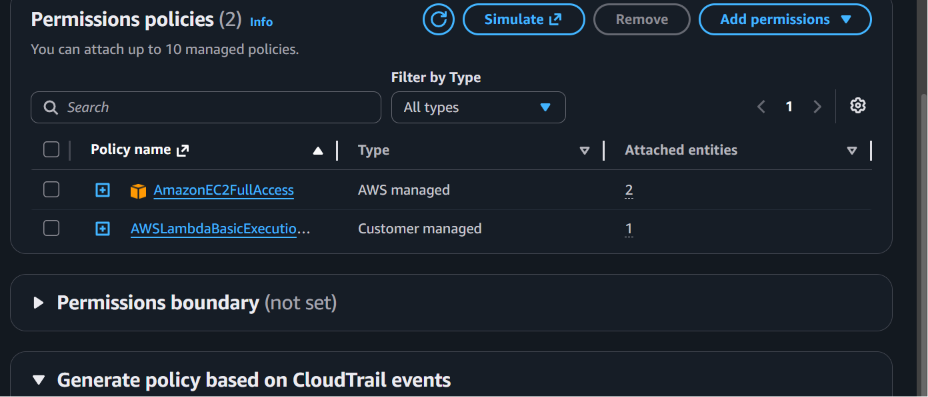 Permissions policies (2) Info
Simulate Remove Add permissions
You can attach up to 10 managed policies.
Filter by Type
Search All types 1
Policy name Type Attached entities
AmazonEC2FullAccess AWS managed 2
AWSLambdaBasicExecutio... Customer managed 1
Permissions boundary (not set)
Generate policy based on CloudTrail events